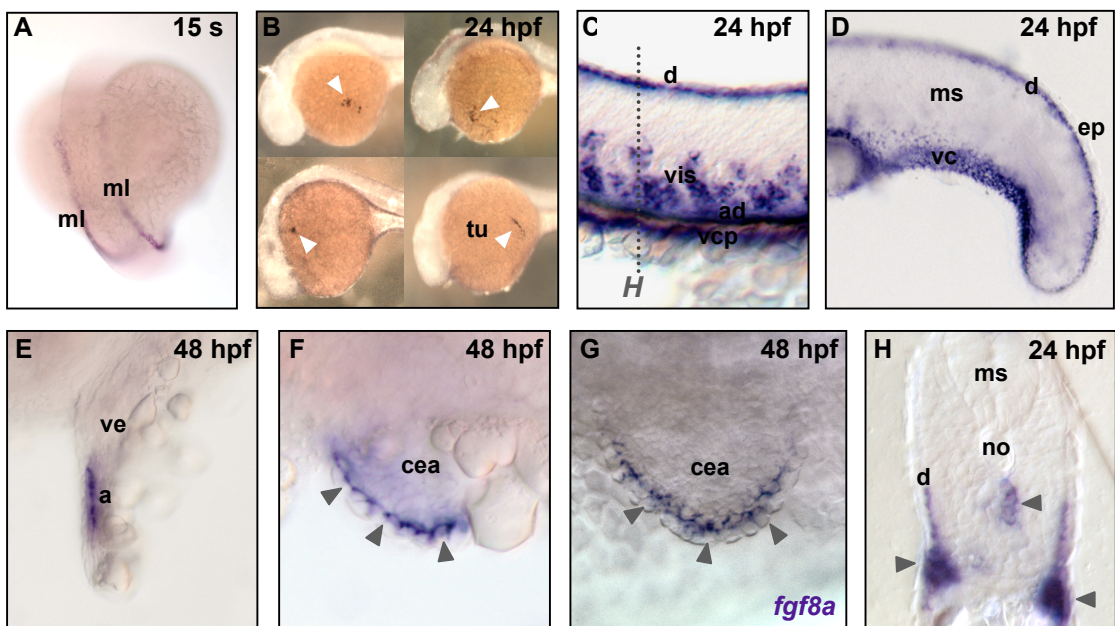 A 15 s
ml
ml
B 24 hpf
tu
C 24 hpf
d
vis
ad
vcp
H
D 24 hpf
ms
d
ep
vc
E 48 hpf
ve
a
F 48 hpf
cea
G 48 hpf
cea
fgf8a
H 24 hpf
ms
no
d